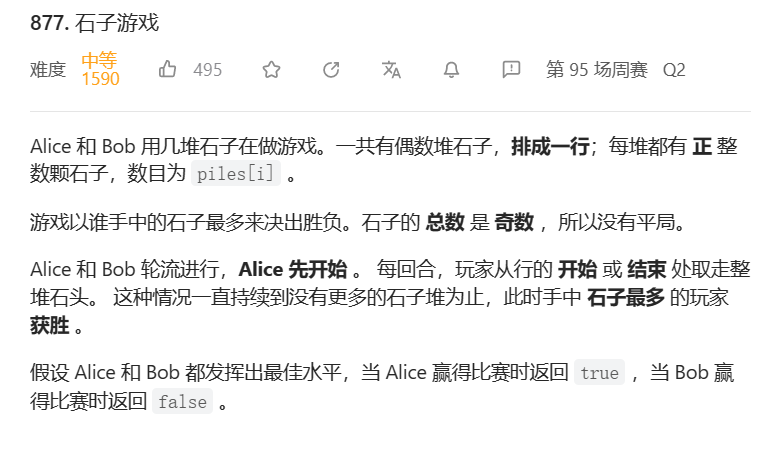 877. 石子游戏
难度 中等 1590 495 第 95 场周赛 Q2
Alice 和 Bob 用几堆石子在做游戏。一共有偶数堆石子，排成一行；每堆都有 正 整
数颗石子，数目为 piles[i] 。
游戏以谁手中的石子最多来决出胜负。石子的 总数 是 奇数 ，所以没有平局。
Alice 和 Bob 轮流进行，Alice 先开始 。 每回合，玩家从行的 开始 或 结束 处取走整
堆石头。 这种情况一直持续到没有更多的石子堆为止，此时手中 石子最多 的玩家
获胜 。
假设 Alice 和 Bob 都发挥出最佳水平，当 Alice 赢得比赛时返回 true ，当 Bob 赢
得比赛时返回 false 。